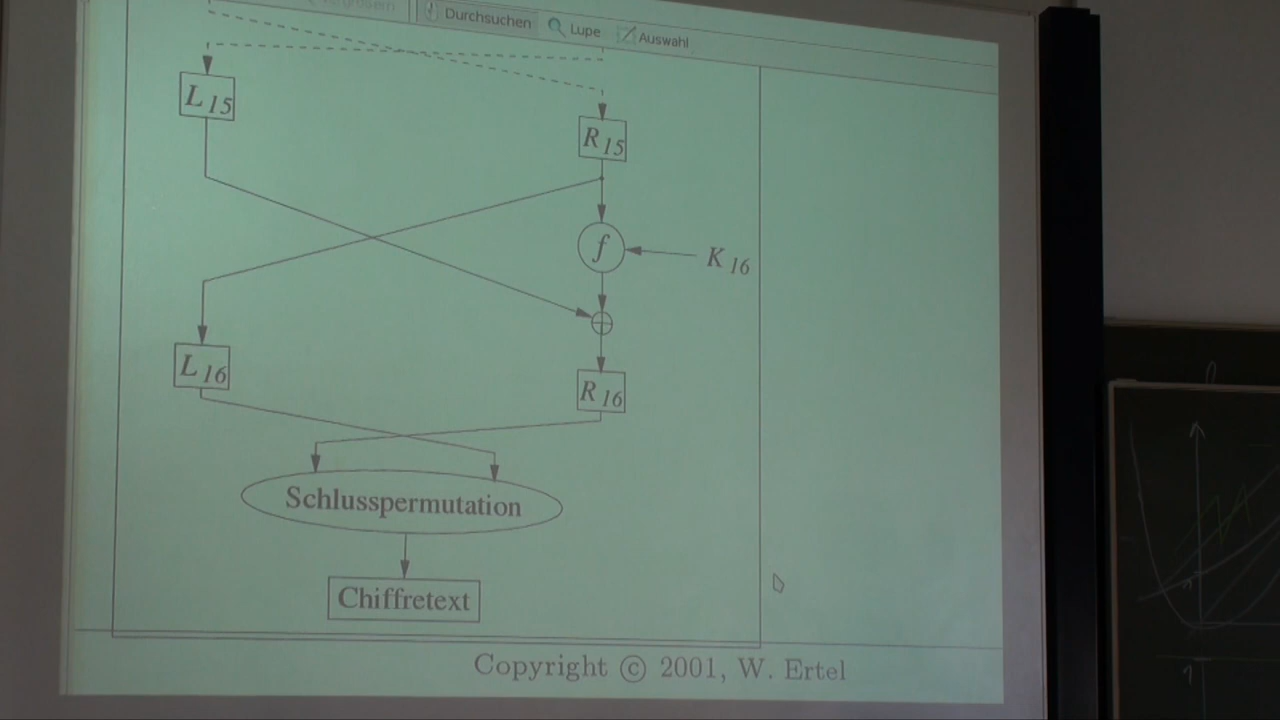 Durchsuchen Lupe Auswahl
L 15
R 15
f
K 16
L 16
R 16
Schlusspermutation
Chiffretext
Copyright © 2001, W. Ertel